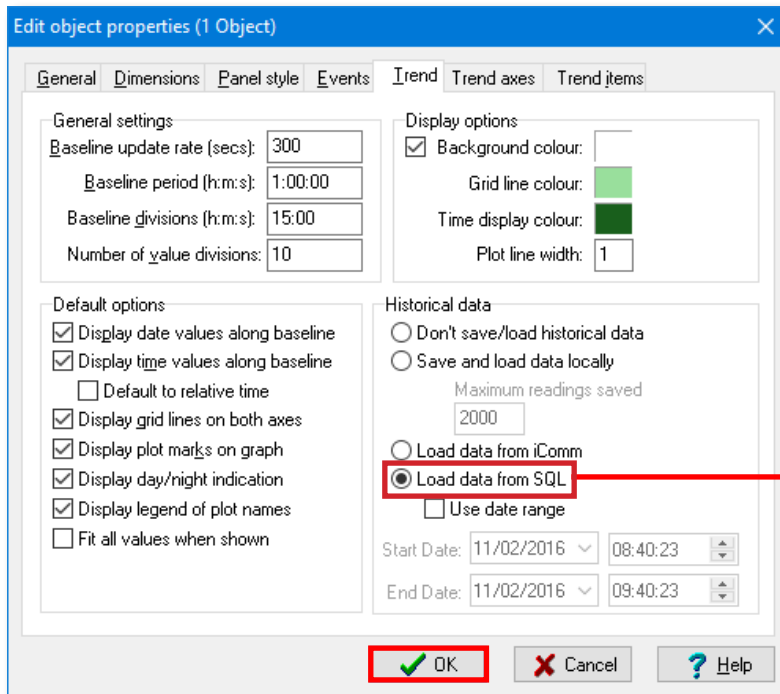 Edit object properties (1 Object)
General Dimensions Panel style Events Trend Trend axes Trend items
General settings
Baseline update rate (secs): 300
Baseline period (h:m:s): 1:00:00
Baseline divisions (h:m:s): 15:00
Number of value divisions: 10
Display options
Background colour:
Grid line colour:
Time display colour:
Plot line width: 1
Default options
Display date values along baseline
Display time values along baseline
Default to relative time
Display grid lines on both axes
Display plot marks on graph
Display day/night indication
Display legend of plot names
Fit all values when shown
Historical data
Don't save/load historical data
Save and load data locally
Maximum readings saved
2000
Load data from iComm
Load data from SQL
Use date range
Start Date: 11/02/2016 08:40:23
End Date: 11/02/2016 09:40:23
OK Cancel Help